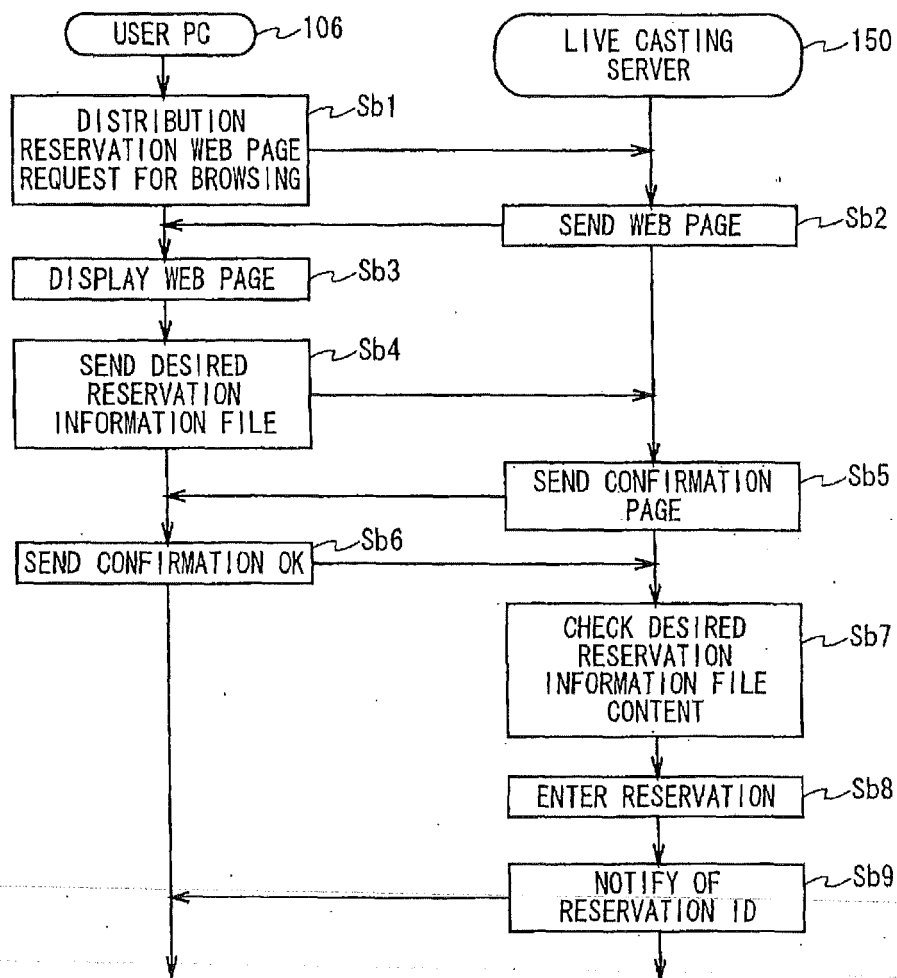 USER PC
106
LIVE CASTING
SERVER
150
DISTRIBUTION
RESERVATION WEB PAGE
REQUEST FOR BROWSING
Sb1
SEND WEB PAGE
Sb2
DISPLAY WEB PAGE
Sb3
SEND DESIRED
RESERVATION
INFORMATION FILE
Sb4
SEND CONFIRMATION
PAGE
Sb5
SEND CONFIRMATION OK
Sb6
CHECK DESIRED
RESERVATION
INFORMATION FILE
CONTENT
Sb7
ENTER RESERVATION
Sb8
NOTIFY OF
RESERVATION ID
Sb9